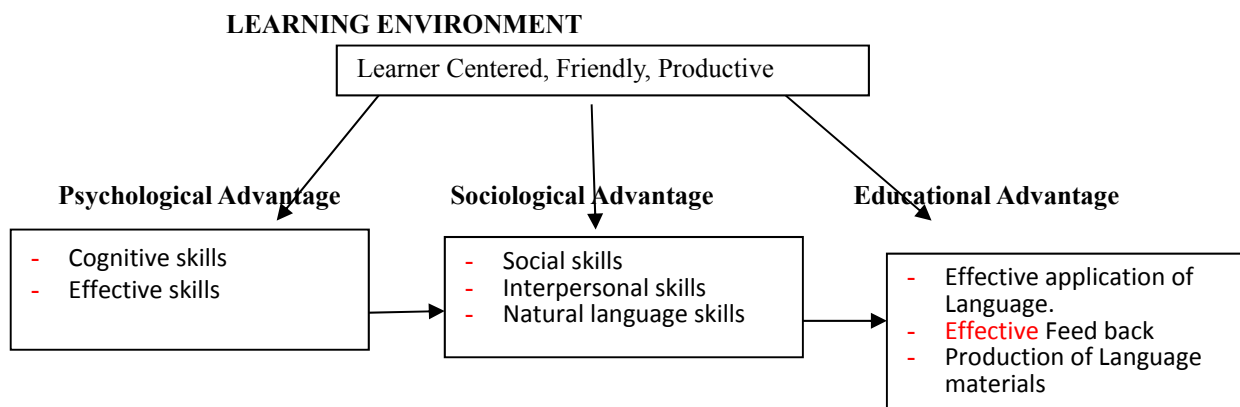 LEARNING ENVIRONMENT
Learner Centered, Friendly, Productive
Psychological Advantage
Sociological Advantage
Educational Advantage
- Cognitive skills
- Effective skills
- Social skills
- Interpersonal skills
- Natural language skills
- Effective application of
Language.
- Effective Feed back
- Production of Language
materials